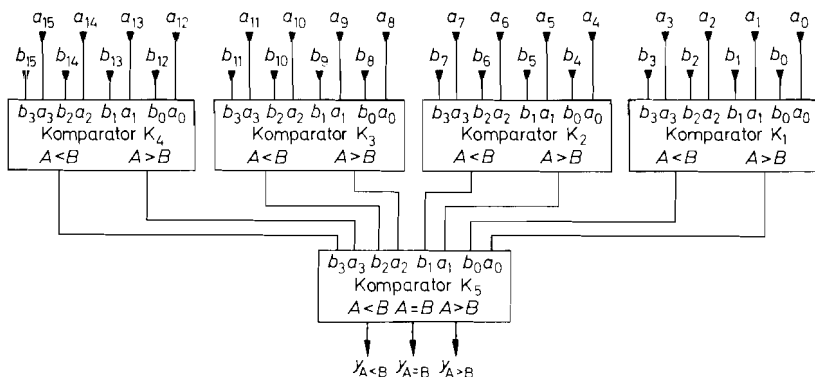 a15 a14 a13 a12 a11 a10 a9 a8 a7 a6 a5 a4 a3 a2 a1 a0
b15 b14 b13 b12 b11 b10 b9 b8 b7 b6 b5 b4 b3 b2 b1 b0
b3 a3 b2 a2 b1 a1 b0 a0 b3 a3 b2 a2 b1 a1 b0 a0 b3 a3 b2 a2 b1 a1 b0 a0 b3 a3 b2 a2 b1 a1 b0 a0
Komparator K4 Komparator K3 Komparator K2 Komparator K1
A<B A>B A<B A>B A<B A>B A<B A>B
b3 a3 b2 a2 b1 a1 b0 a0
Komparator K5
A<B A=B A>B
yA<B yA=B yA>B